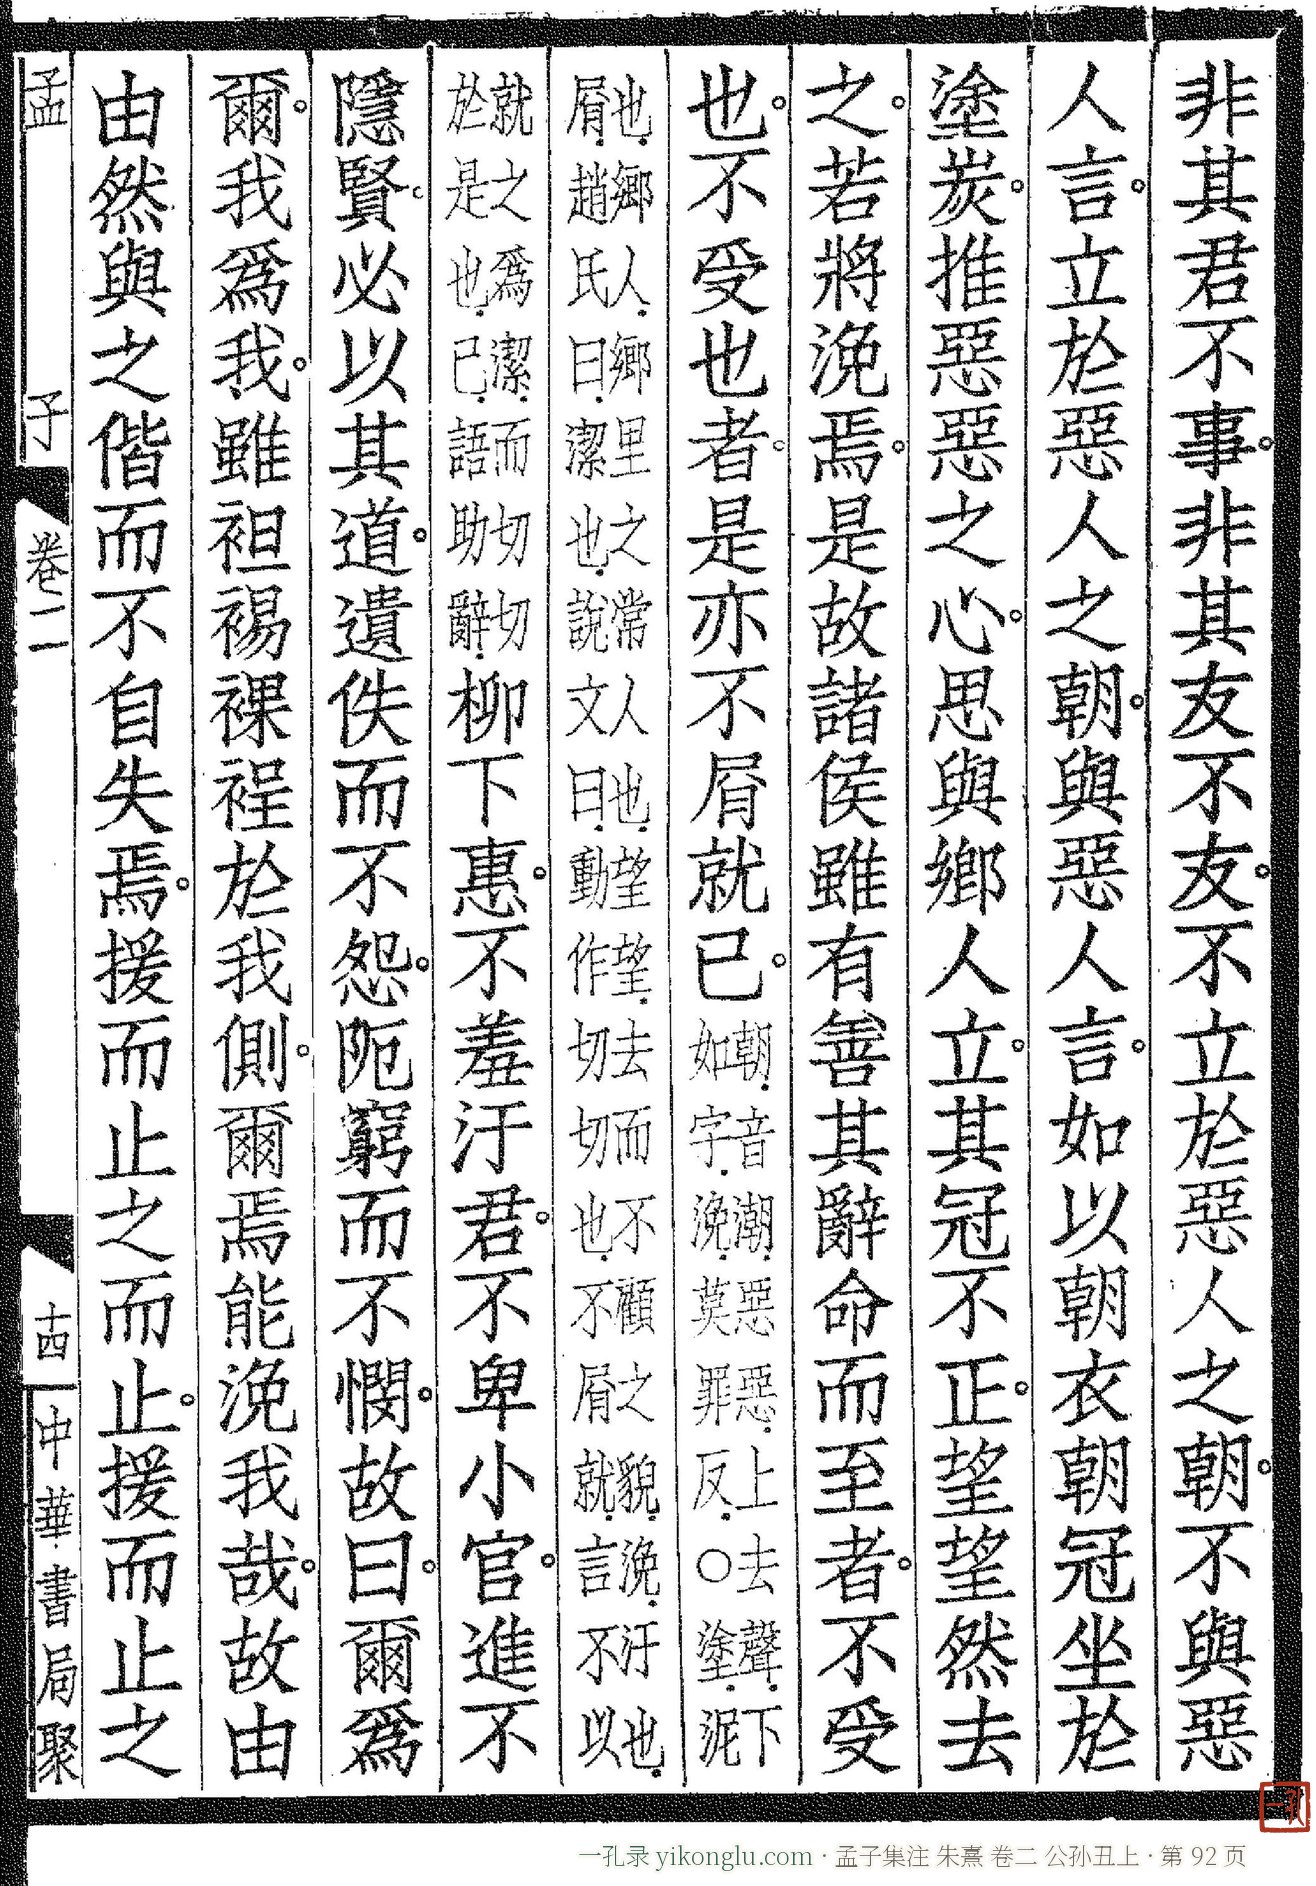 非其君不事。非其友不友。不立於惡人之朝。不與惡
人言。立於惡人之朝。與惡人言。如以朝衣朝冠坐於
塗炭。推惡惡之心。思與鄉人立。其冠不正。望望然去
之。若將浼焉。是故諸侯雖有善其辭命而至者。不受
也。不受也者。是亦不屑就已。朝.音潮.惡惡.上去聲.下
如字.浼.莫罪反.○塗.泥
也.鄉人.鄉里之常人也.望望.去而不顧之貌.浼.汙也.
屑.趙氏曰.潔也.說文曰.動作切切也.不屑就.言不以
就之爲潔.而切切
於是也.已.語助辭.柳下惠。不羞汙君。不卑小官。進不
隱賢。必以其道。遺佚而不怨。阨窮而不憫。故曰。爾爲
爾。我爲我。雖袒裼裸裎於我側。爾焉能浼我哉。故由
由然與之偕而不自失焉。援而止之而止。援而止之
孟子 卷二 十四 中華書局聚
一孔录 yikonglu.com · 孟子集注 朱熹 卷二 公孙丑上 · 第 92 页